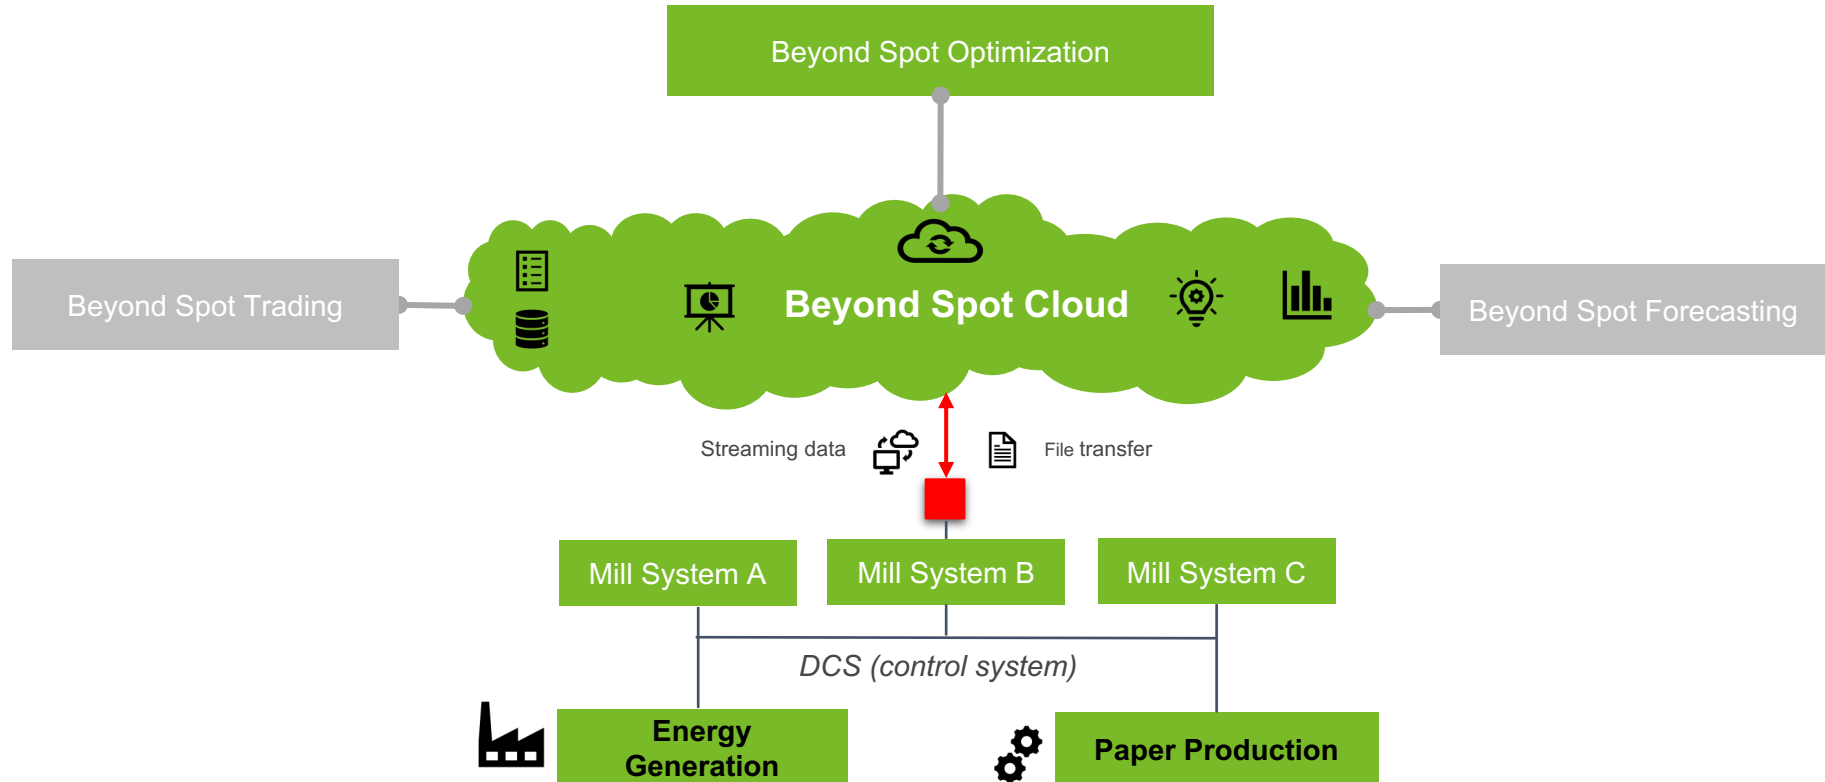 Beyond Spot Optimization
Beyond Spot Trading
Beyond Spot Cloud
Beyond Spot Forecasting
Streaming data
File transfer
Mill System A
Mill System B
Mill System C
DCS (control system)
Energy
Generation
Paper Production